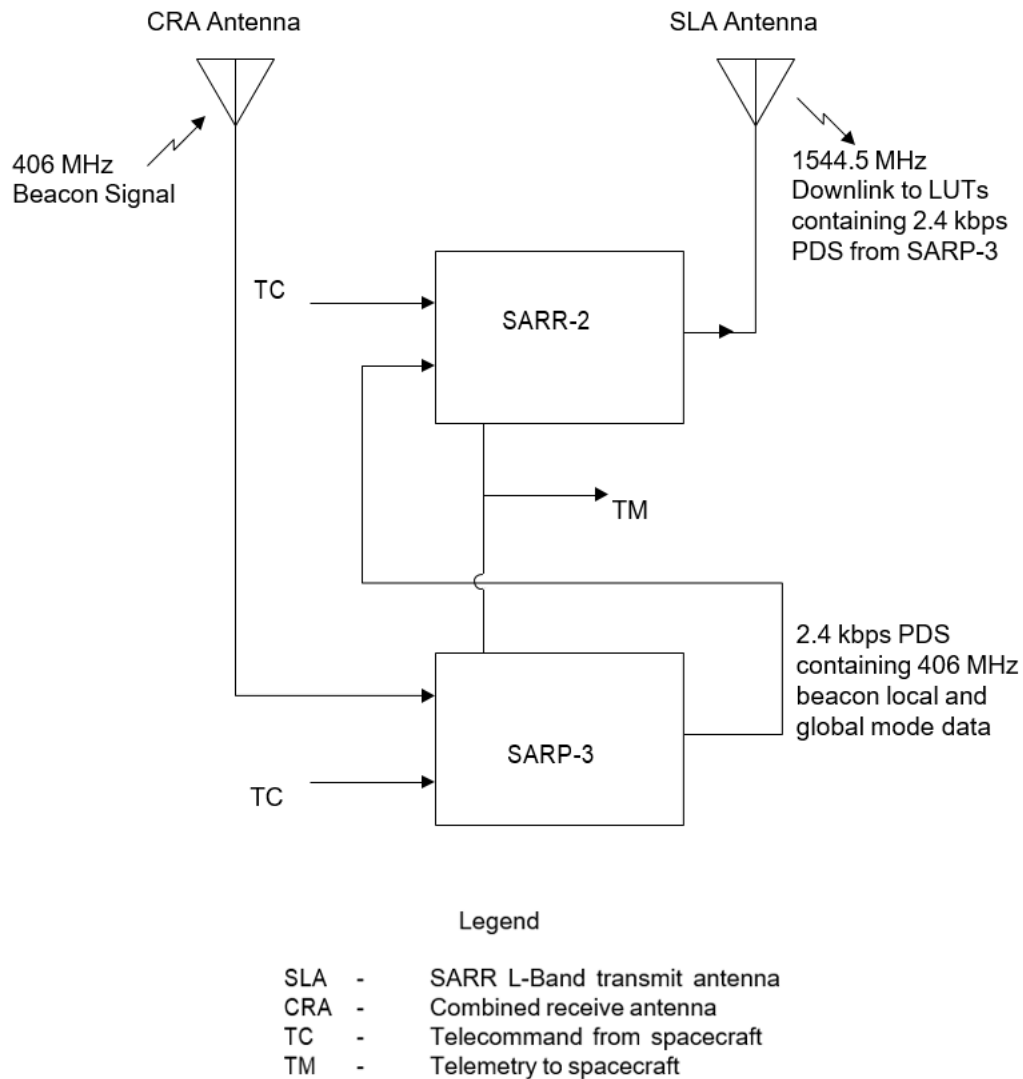 CRA Antenna
SLA Antenna
406 MHz
Beacon Signal
1544.5 MHz
Downlink to LUTs
containing 2.4 kbps
PDS from SARP-3
TC
SARR-2
TM
2.4 kbps PDS
containing 406 MHz
beacon local and
global mode data
SARP-3
TC
Legend
SLA - SARR L-Band transmit antenna
CRA - Combined receive antenna
TC - Telecommand from spacecraft
TM - Telemetry to spacecraft